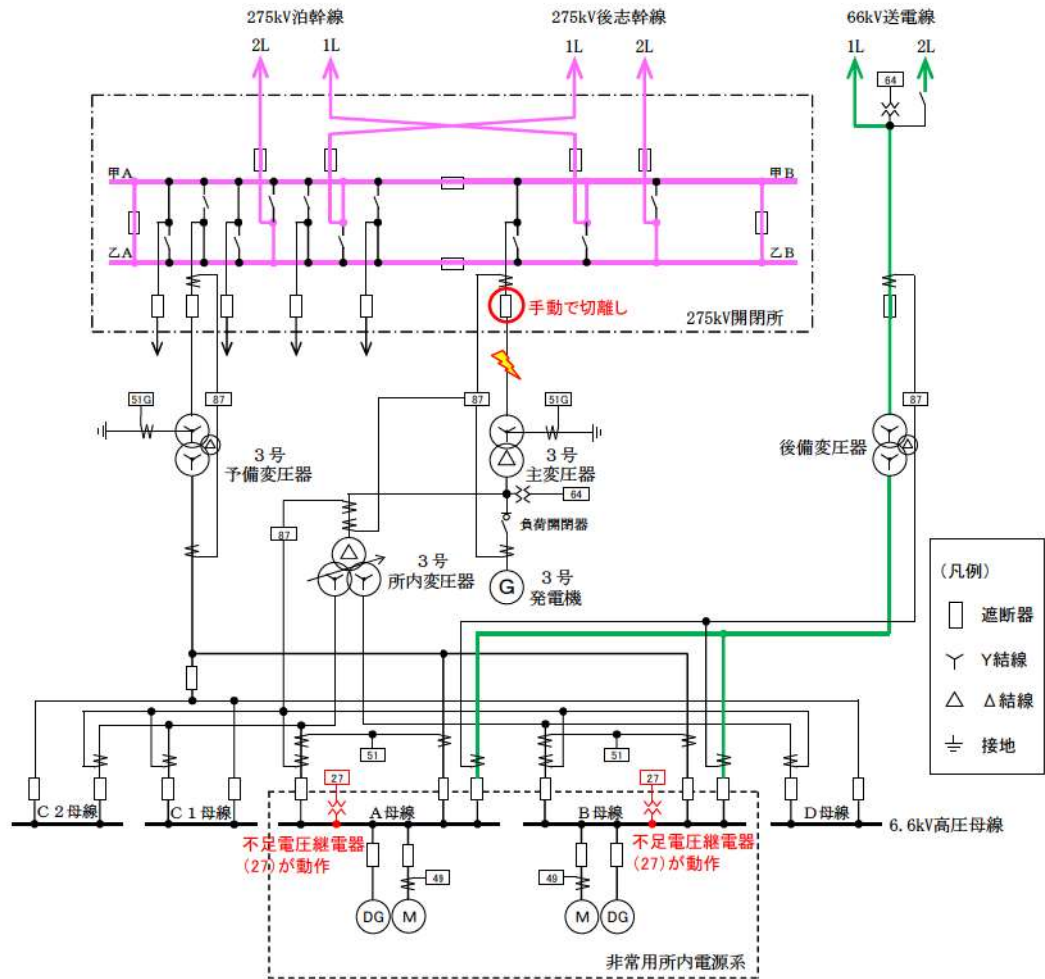 275kV泊幹線
275kV後志幹線
66kV送電線
2L
1L
1L
2L
1L
2L
64
甲A
甲B
乙A
乙B
手動で切離し
275kV開閉所
51G
87
87
51G
87
3号
予備変圧器
3号
主変圧器
後備変圧器
64
87
負荷開閉器
3号
所内変圧器
G
3号
発電機
(凡例)
遮断器
Y結線
Δ結線
接地
51
51
27
27
C2母線
C1母線
A母線
B母線
D母線
6.6kV高圧母線
不足電圧継電器
(27)が動作
不足電圧継電器
(27)が動作
49
49
DG
M
M
DG
非常用所内電源系